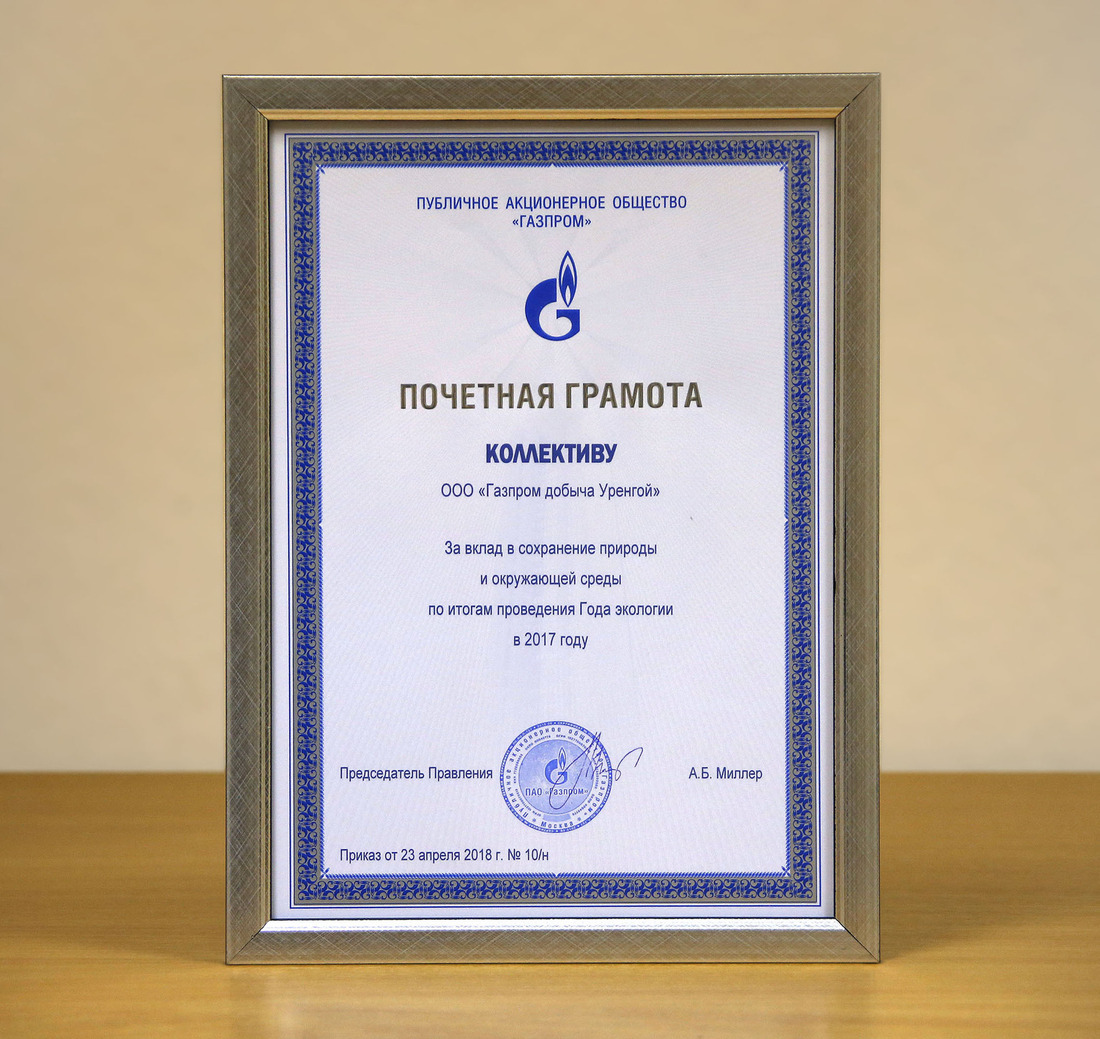 ПУБЛИЧНОЕ АКЦИОНЕРНОЕ ОБЩЕСТВО
«ГАЗПРОМ»
ПОЧЕТНАЯ ГРАМОТА
КОЛЛЕКТИВУ
ООО «Газпром добыча Уренгой»
За вклад в сохранение природы
и окружающей среды
по итогам проведения Года экологии
в 2017 году
Председатель Правления
ПАО «Газпром»
Москва
А.Б. Миллер
Приказ от 23 апреля 2018 г. № 10/н